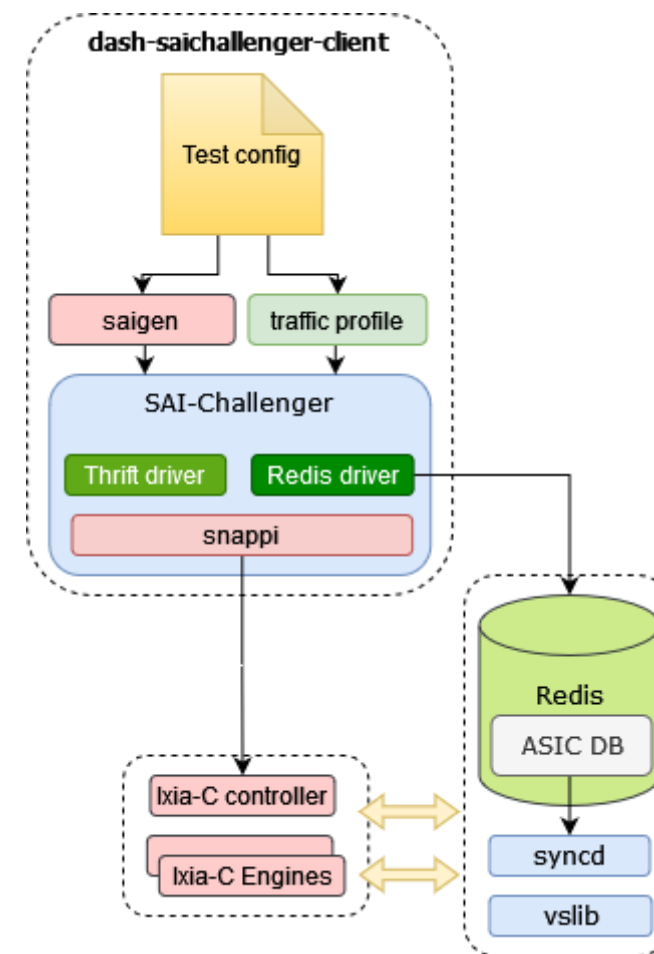 dash-saichallenger-client
Test config
saigen
traffic profile
SAI-Challenger
Thrift driver
Redis driver
snappi
Redis
ASIC DB
Ixia-C controller
Ixia-C Engines
syncd
vslib